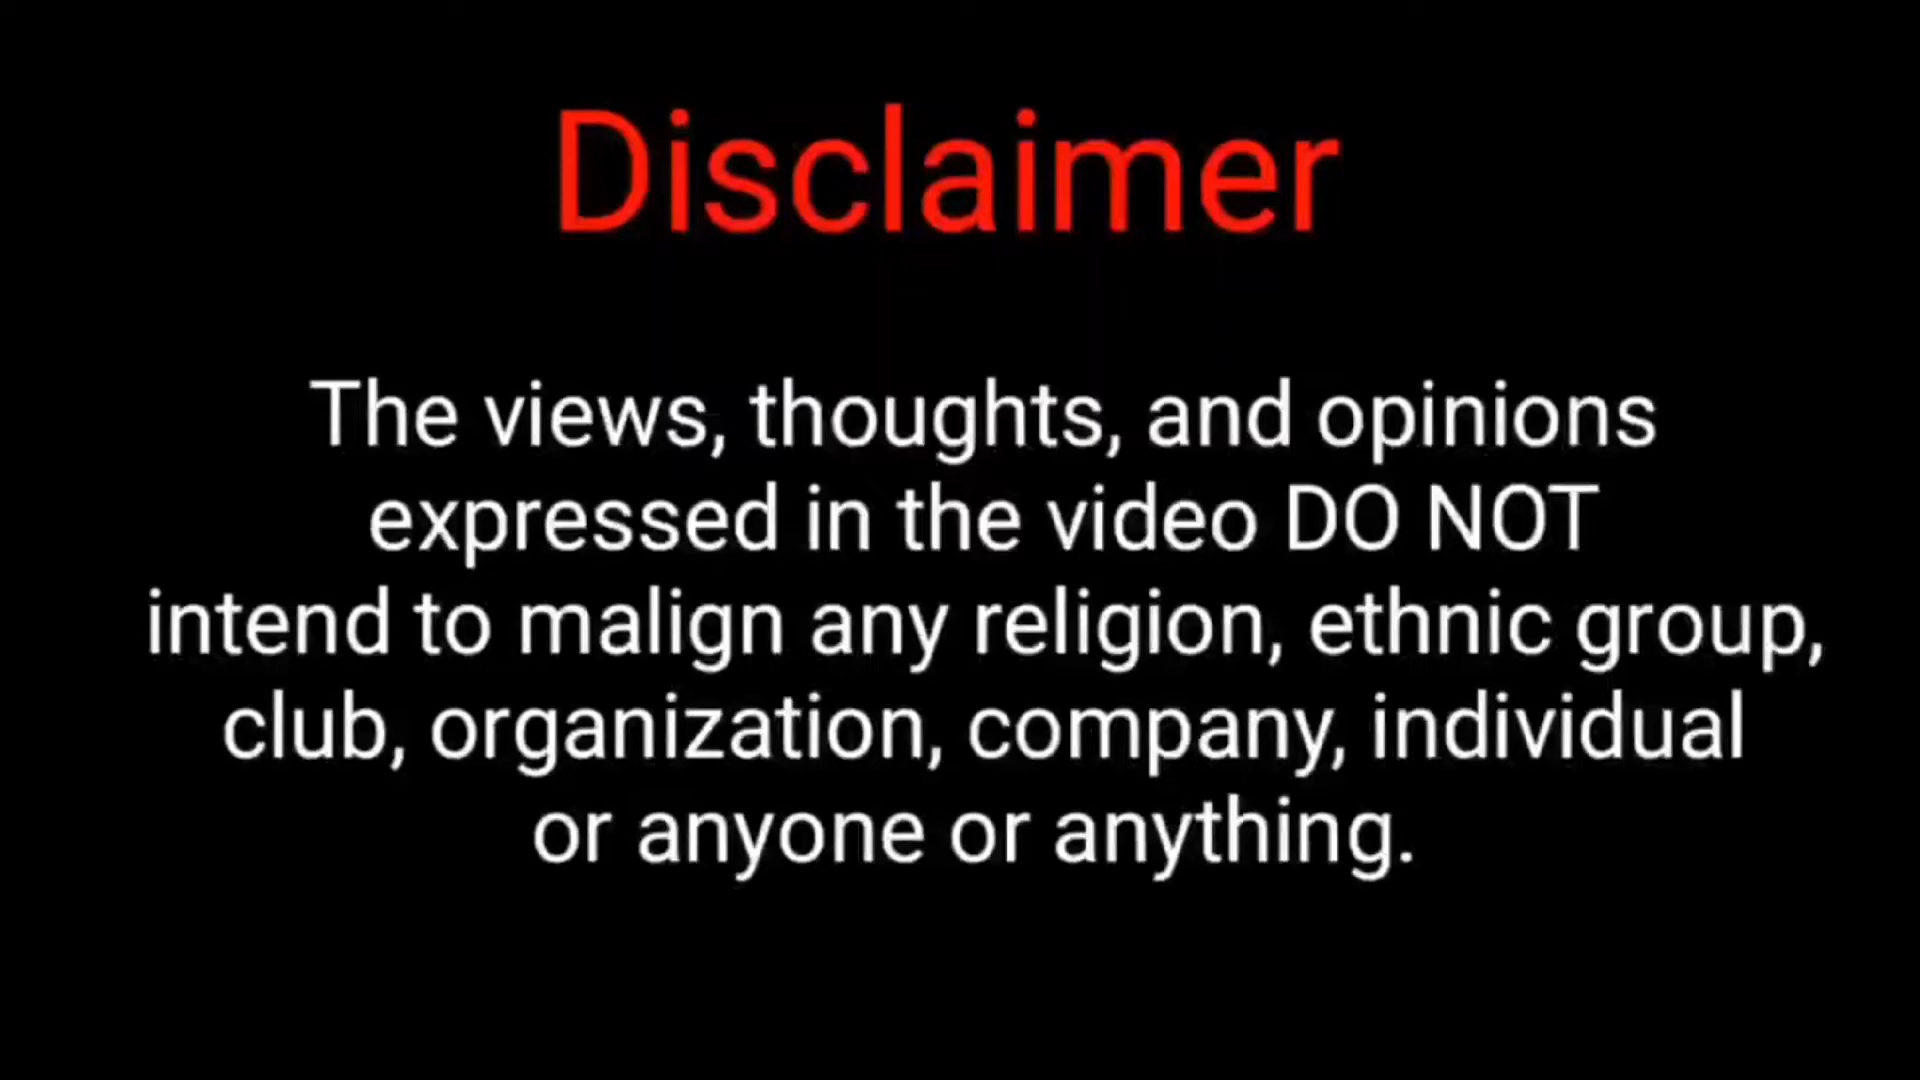 Disclaimer
The views, thoughts, and opinions
expressed in the video DO NOT
intend to malign any religion, ethnic group,
club, organization, company, individual
or anyone or anything.